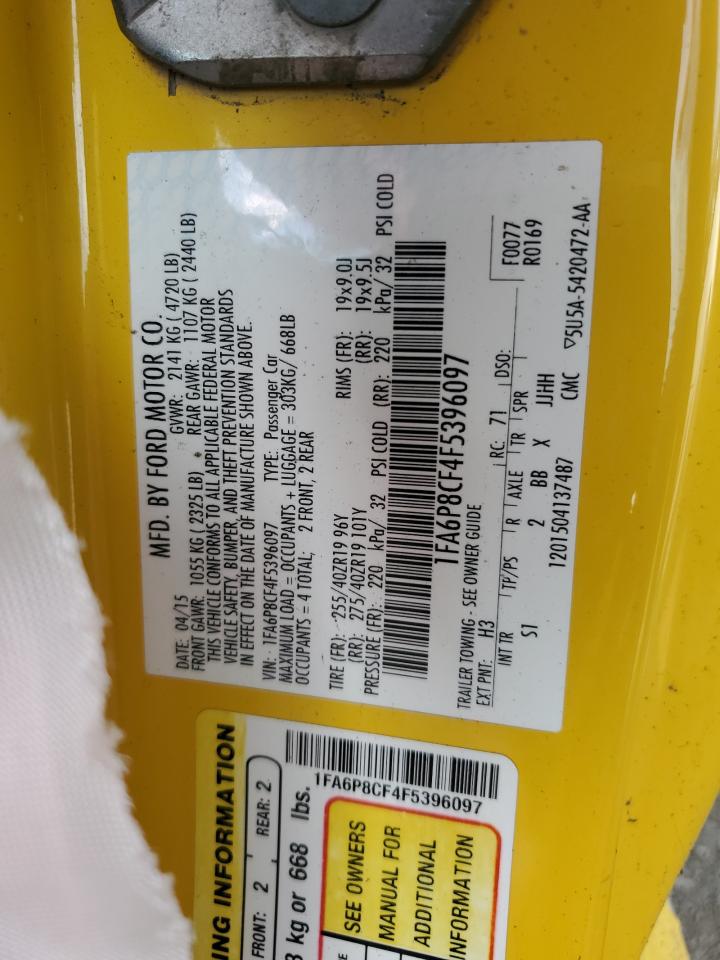 MFD. BY FORD MOTOR CO.
DATE: 04/15 GVWR: 2141 KG ( 4720 LB)
FRONT GAWR: 1055 KG ( 2325 LB) REAR GAWR: 1107 KG ( 2440 LB)
THIS VEHICLE CONFORMS TO ALL APPLICABLE FEDERAL MOTOR
VEHICLE SAFETY, BUMPER, AND THEFT PREVENTION STANDARDS
IN EFFECT ON THE DATE OF MANUFACTURE SHOWN ABOVE.
VIN: 1FA6P8CF4F5396097 TYPE: Passenger Car
MAXIMUM LOAD = OCCUPANTS + LUGGAGE = 303KG/ 668LB
OCCUPANTS = 4 TOTAL; 2 FRONT, 2 REAR
TIRE (FR): 255/40ZR19 96Y RIMS (FR): 19x9.0J
(RR): 275/40ZR19 101Y (RR): 19x9.5J
PRESSURE (FR): 220 kPa/ 32 PSI COLD (RR): 220 kPa/ 32 PSI COLD
1FA6P8CF4F5396097
TRAILER TOWING - SEE OWNER GUIDE F0077
EXT PNT: H3 RC: 71 DSO: R0169
INT TR TP/PS R AXLE TR SPR
S1 2 BB X JJHH
1201504137487 CMC ▽5U5A-5420472-AA
ING INFORMATION
FRONT: 2 REAR: 2
3 kg or 668 lbs.
1FA6P8CF4F5396097
SEE OWNERS
MANUAL FOR
ADDITIONAL
INFORMATION